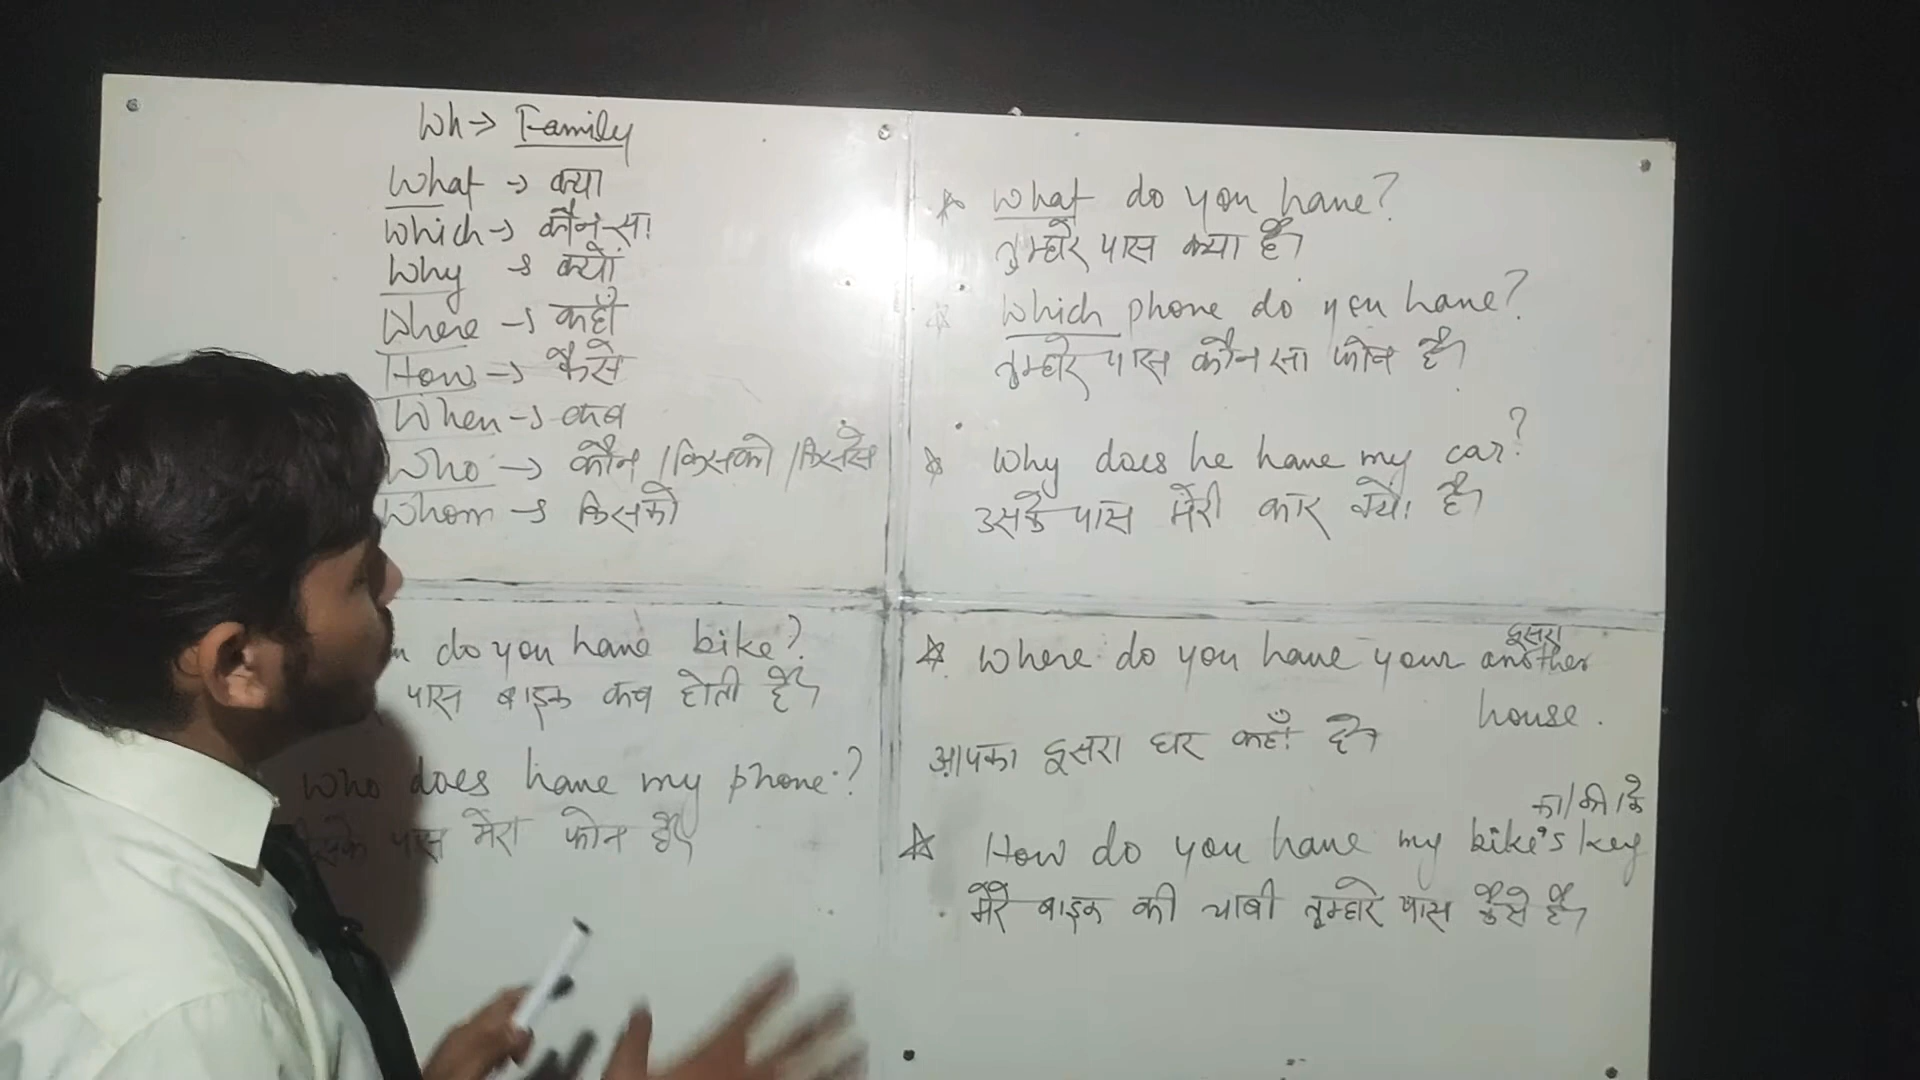 Wh → Family
What → क्या
Which → कौन-सा
Why → क्यों
Where → कहाँ
How → कैसे
When → कब
Who → कौन / किसको / किससे
Whom → किसको
What do you have?
तुम्हारे पास क्या है।
Which phone do you have?
तुम्हारे पास कौन सा फोन है।
Why does he have my car?
उसके पास मेरी कार क्यों है।
do you have bike?
पास बाइक कब होती है।
Who does have my phone?
पास मेरा फोन है।
दूसरा
Where do you have your another
house.
आपका दूसरा घर कहाँ है।
का/की/के
How do you have my bike's key
मेरे बाइक की चाबी तुम्हारे पास कैसे है।